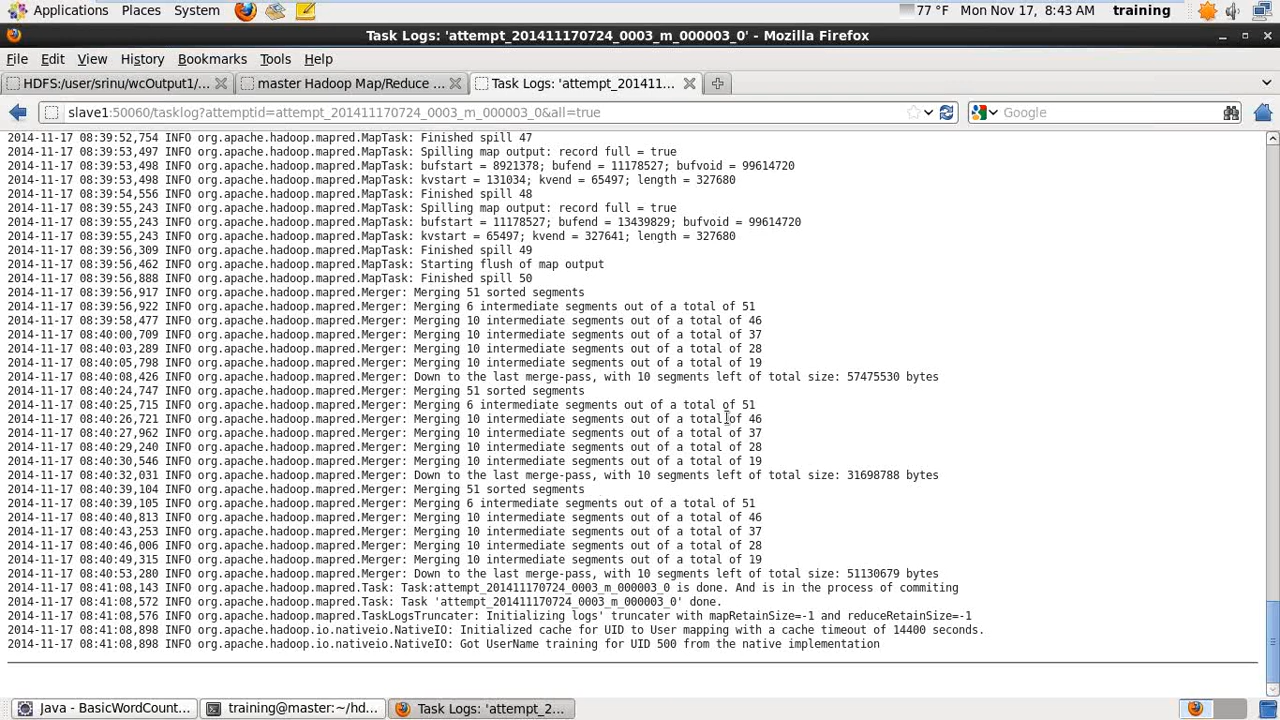 Applications Places System 77 °F Mon Nov 17, 8:43 AM training
Task Logs: 'attempt_201411170724_0003_m_000003_0' - Mozilla Firefox
File Edit View History Bookmarks Tools Help
HDFS:/user/srinu/wcOutput1/... master Hadoop Map/Reduce ... Task Logs: 'attempt_201411...
slave1:50060/tasklog?attemptid=attempt_201411170724_0003_m_000003_0&all=true Google
2014-11-17 08:39:52,754 INFO org.apache.hadoop.mapred.MapTask: Finished spill 47
2014-11-17 08:39:53,497 INFO org.apache.hadoop.mapred.MapTask: Spilling map output: record full = true
2014-11-17 08:39:53,498 INFO org.apache.hadoop.mapred.MapTask: bufstart = 8921378; bufend = 11178527; bufvoid = 99614720
2014-11-17 08:39:53,498 INFO org.apache.hadoop.mapred.MapTask: kvstart = 131034; kvend = 65497; length = 327680
2014-11-17 08:39:54,556 INFO org.apache.hadoop.mapred.MapTask: Finished spill 48
2014-11-17 08:39:55,243 INFO org.apache.hadoop.mapred.MapTask: Spilling map output: record full = true
2014-11-17 08:39:55,243 INFO org.apache.hadoop.mapred.MapTask: bufstart = 11178527; bufend = 13439829; bufvoid = 99614720
2014-11-17 08:39:55,243 INFO org.apache.hadoop.mapred.MapTask: kvstart = 65497; kvend = 327641; length = 327680
2014-11-17 08:39:56,309 INFO org.apache.hadoop.mapred.MapTask: Finished spill 49
2014-11-17 08:39:56,462 INFO org.apache.hadoop.mapred.MapTask: Starting flush of map output
2014-11-17 08:39:56,888 INFO org.apache.hadoop.mapred.MapTask: Finished spill 50
2014-11-17 08:39:56,917 INFO org.apache.hadoop.mapred.Merger: Merging 51 sorted segments
2014-11-17 08:39:56,922 INFO org.apache.hadoop.mapred.Merger: Merging 6 intermediate segments out of a total of 51
2014-11-17 08:39:58,477 INFO org.apache.hadoop.mapred.Merger: Merging 10 intermediate segments out of a total of 46
2014-11-17 08:40:00,709 INFO org.apache.hadoop.mapred.Merger: Merging 10 intermediate segments out of a total of 37
2014-11-17 08:40:03,289 INFO org.apache.hadoop.mapred.Merger: Merging 10 intermediate segments out of a total of 28
2014-11-17 08:40:05,798 INFO org.apache.hadoop.mapred.Merger: Merging 10 intermediate segments out of a total of 19
2014-11-17 08:40:08,426 INFO org.apache.hadoop.mapred.Merger: Down to the last merge-pass, with 10 segments left of total size: 57475530 bytes
2014-11-17 08:40:24,747 INFO org.apache.hadoop.mapred.Merger: Merging 51 sorted segments
2014-11-17 08:40:25,715 INFO org.apache.hadoop.mapred.Merger: Merging 6 intermediate segments out of a total of 51
2014-11-17 08:40:26,721 INFO org.apache.hadoop.mapred.Merger: Merging 10 intermediate segments out of a total of 46
2014-11-17 08:40:27,962 INFO org.apache.hadoop.mapred.Merger: Merging 10 intermediate segments out of a total of 37
2014-11-17 08:40:29,240 INFO org.apache.hadoop.mapred.Merger: Merging 10 intermediate segments out of a total of 28
2014-11-17 08:40:30,546 INFO org.apache.hadoop.mapred.Merger: Merging 10 intermediate segments out of a total of 19
2014-11-17 08:40:32,031 INFO org.apache.hadoop.mapred.Merger: Down to the last merge-pass, with 10 segments left of total size: 31698788 bytes
2014-11-17 08:40:39,104 INFO org.apache.hadoop.mapred.Merger: Merging 51 sorted segments
2014-11-17 08:40:39,105 INFO org.apache.hadoop.mapred.Merger: Merging 6 intermediate segments out of a total of 51
2014-11-17 08:40:40,813 INFO org.apache.hadoop.mapred.Merger: Merging 10 intermediate segments out of a total of 46
2014-11-17 08:40:43,253 INFO org.apache.hadoop.mapred.Merger: Merging 10 intermediate segments out of a total of 37
2014-11-17 08:40:46,006 INFO org.apache.hadoop.mapred.Merger: Merging 10 intermediate segments out of a total of 28
2014-11-17 08:40:49,315 INFO org.apache.hadoop.mapred.Merger: Merging 10 intermediate segments out of a total of 19
2014-11-17 08:40:53,280 INFO org.apache.hadoop.mapred.Merger: Down to the last merge-pass, with 10 segments left of total size: 51130679 bytes
2014-11-17 08:41:08,143 INFO org.apache.hadoop.mapred.Task: Task:attempt_201411170724_0003_m_000003_0 is done. And is in the process of commiting
2014-11-17 08:41:08,572 INFO org.apache.hadoop.mapred.Task: Task 'attempt_201411170724_0003_m_000003_0' done.
2014-11-17 08:41:08,576 INFO org.apache.hadoop.mapred.TaskLogsTruncater: Initializing logs' truncater with mapRetainSize=-1 and reduceRetainSize=-1
2014-11-17 08:41:08,898 INFO org.apache.hadoop.io.nativeio.NativeIO: Initialized cache for UID to User mapping with a cache timeout of 14400 seconds.
2014-11-17 08:41:08,898 INFO org.apache.hadoop.io.nativeio.NativeIO: Got UserName training for UID 500 from the native implementation
Java - BasicWordCount.... training@master:~/hd... Task Logs: 'attempt_2...